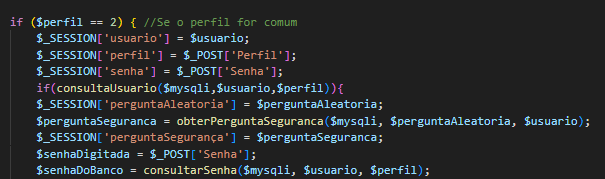 if ($perfil == 2) { //Se o perfil for comum
$_SESSION['usuario'] = $usuario;
$_SESSION['perfil'] = $_POST['Perfil'];
$_SESSION['senha'] = $_POST['Senha'];
if(consultaUsuario($mysqli,$usuario,$perfil)){
$_SESSION['perguntaAleatoria'] = $perguntaAleatoria;
$perguntaSeguranca = obterPerguntaSeguranca($mysqli, $perguntaAleatoria, $usuario);
$_SESSION['perguntaSegurança'] = $perguntaSeguranca;
$senhaDigitada = $_POST['Senha'];
$senhaDoBanco = consultarSenha($mysqli, $usuario, $perfil);